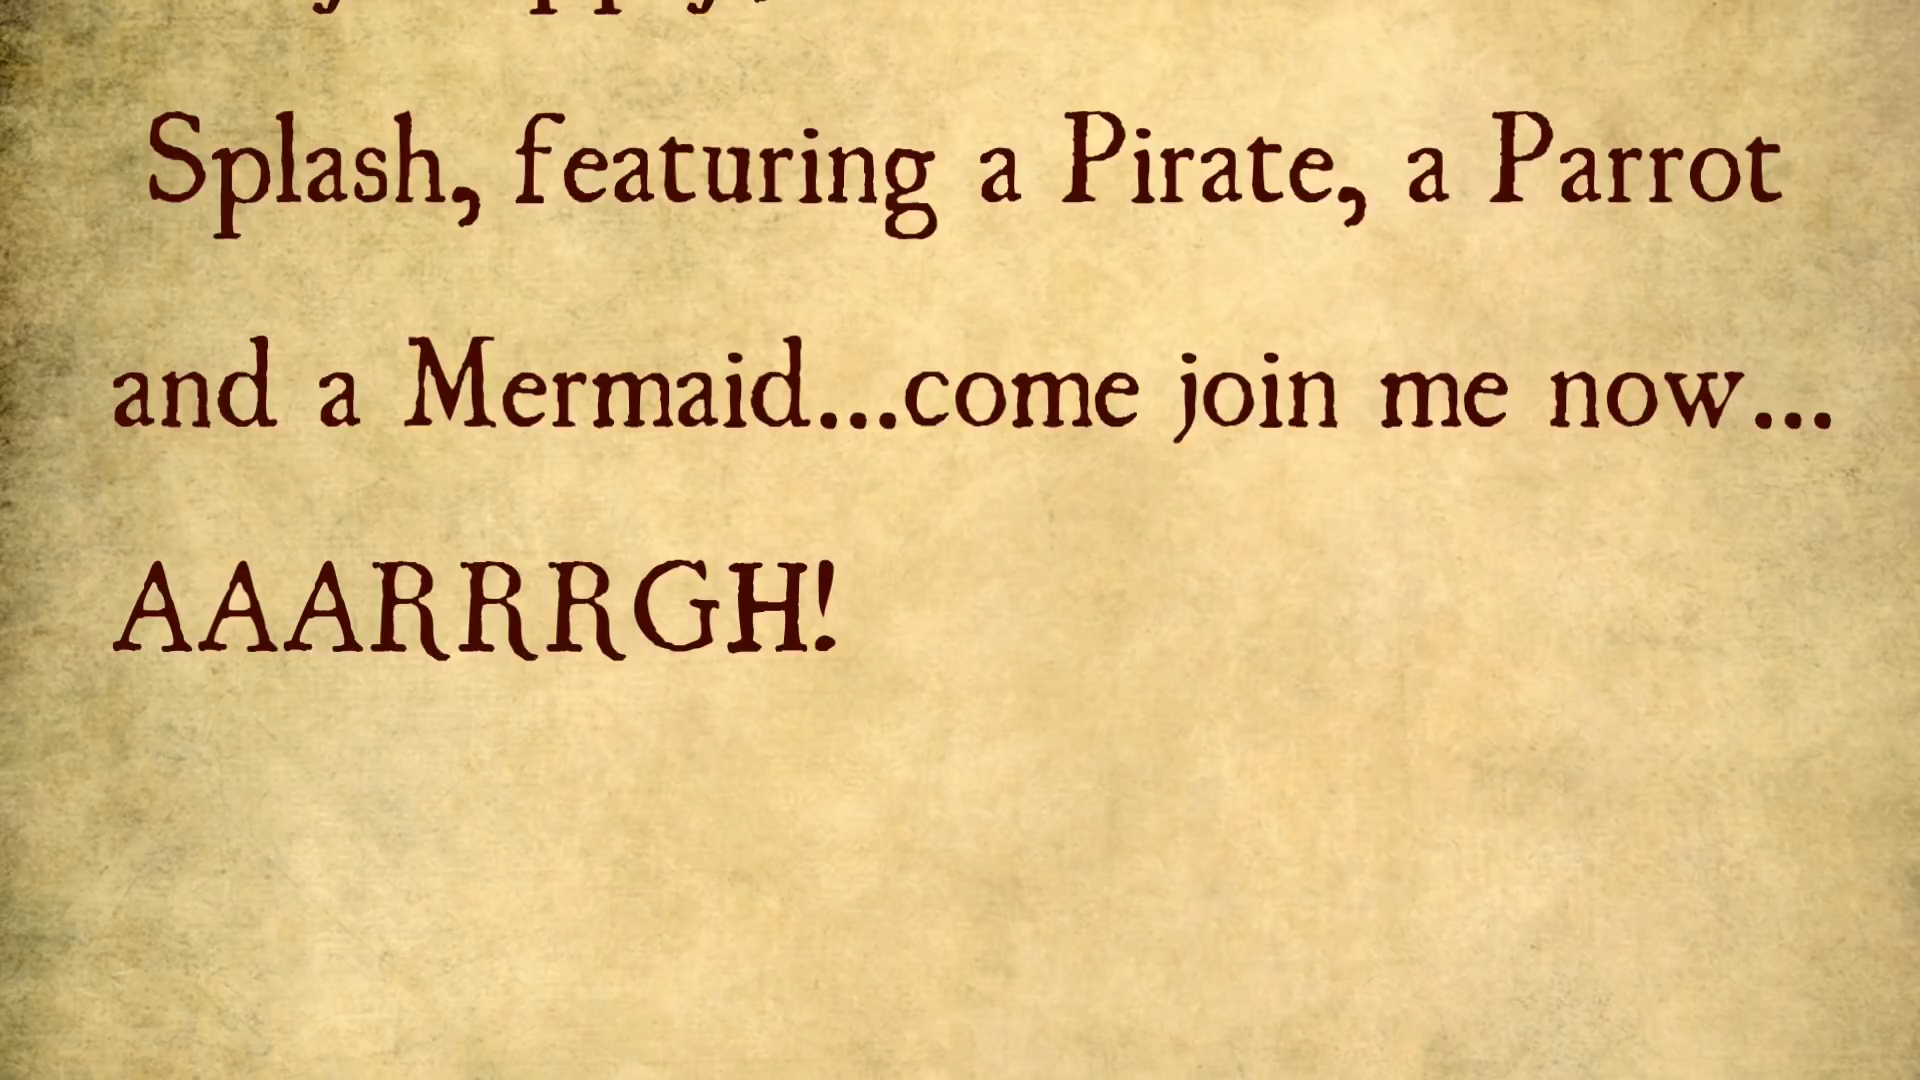 Splash, featuring a Pirate, a Parrot
and a Mermaid...come join me now...
AAARRRGH!